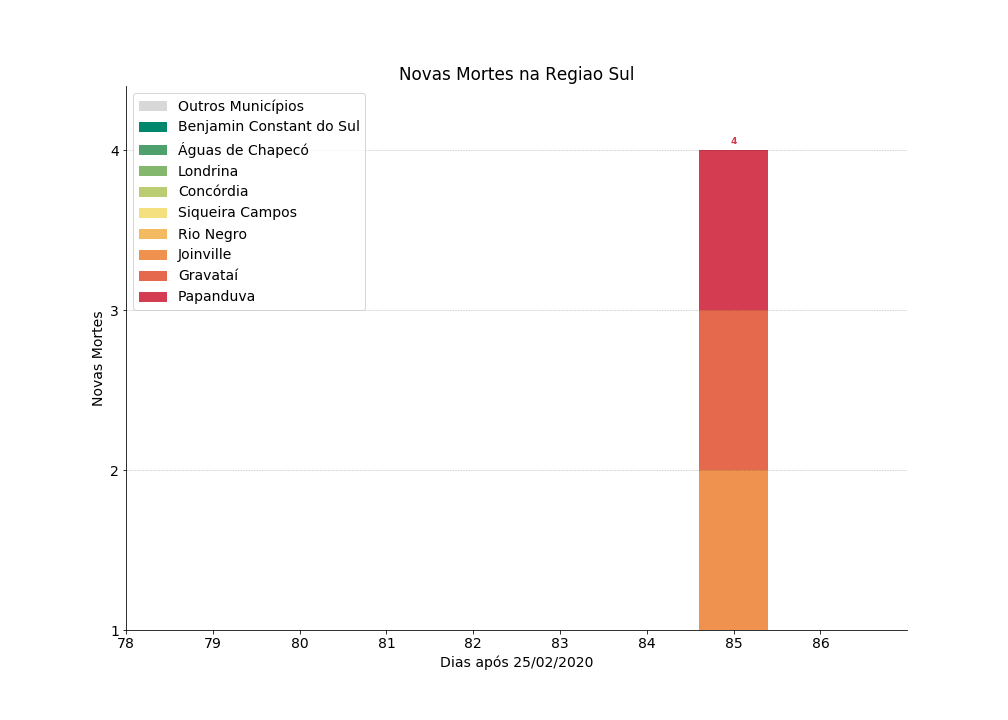 Novas Mortes na Regiao Sul
Outros Municípios
Benjamin Constant do Sul
Águas de Chapecó
Londrina
Concórdia
Siqueira Campos
Rio Negro
Joinville
Gravataí
Papanduva
4
4
3
2
1
Novas Mortes
78 79 80 81 82 83 84 85 86
Dias após 25/02/2020